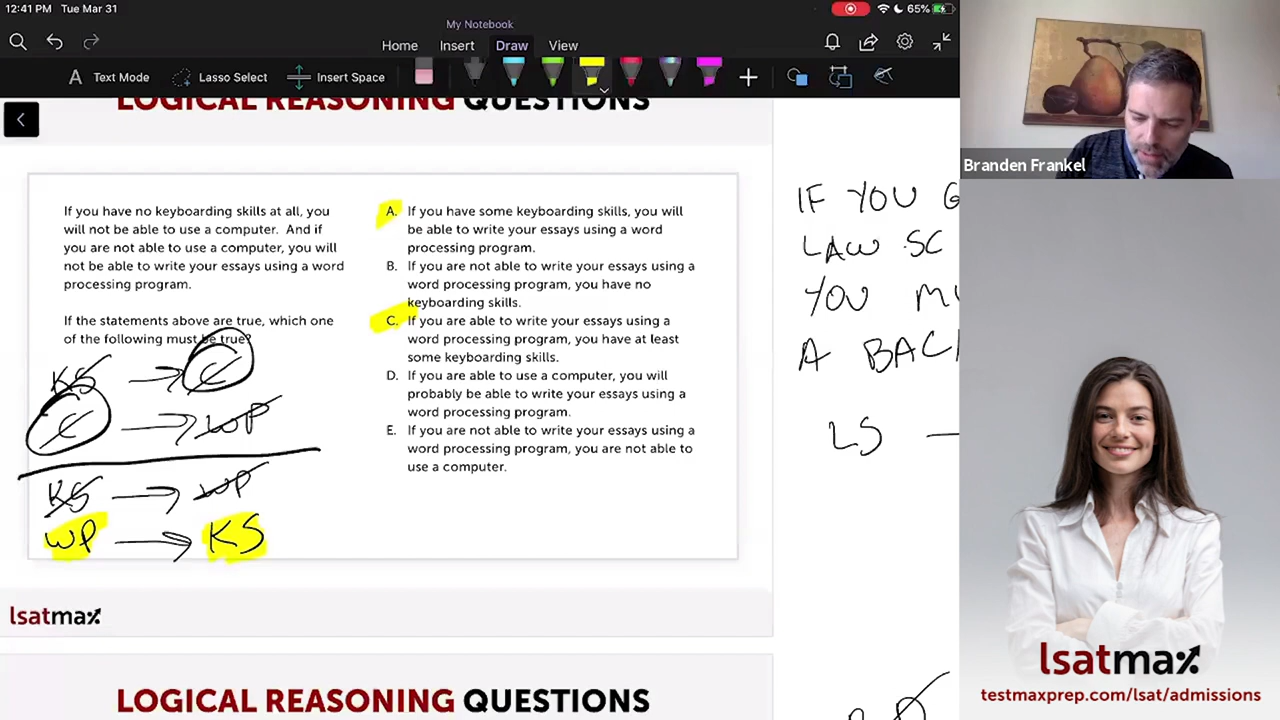 12:41 PM Tue Mar 31
65%
My Notebook
Home Insert Draw View
Text Mode Lasso Select Insert Space
LOGICAL REASONING QUESTIONS
If you have no keyboarding skills at all, you
will not be able to use a computer. And if
you are not able to use a computer, you will
not be able to write your essays using a word
processing program.
If the statements above are true, which one
of the following must be true?
KS → C
C → WP
KS → WP
WP → KS
A. If you have some keyboarding skills, you will
be able to write your essays using a word
processing program.
B. If you are not able to write your essays using a
word processing program, you have no
keyboarding skills.
C. If you are able to write your essays using a
word processing program, you have at least
some keyboarding skills.
D. If you are able to use a computer, you will
probably be able to write your essays using a
word processing program.
E. If you are not able to write your essays using a
word processing program, you are not able to
use a computer.
lsatmax
LOGICAL REASONING QUESTIONS
IF YOU G
LAW SC
YOU MU
A BACK
LS
Branden Frankel
lsatmax
testmaxprep.com/lsat/admissions